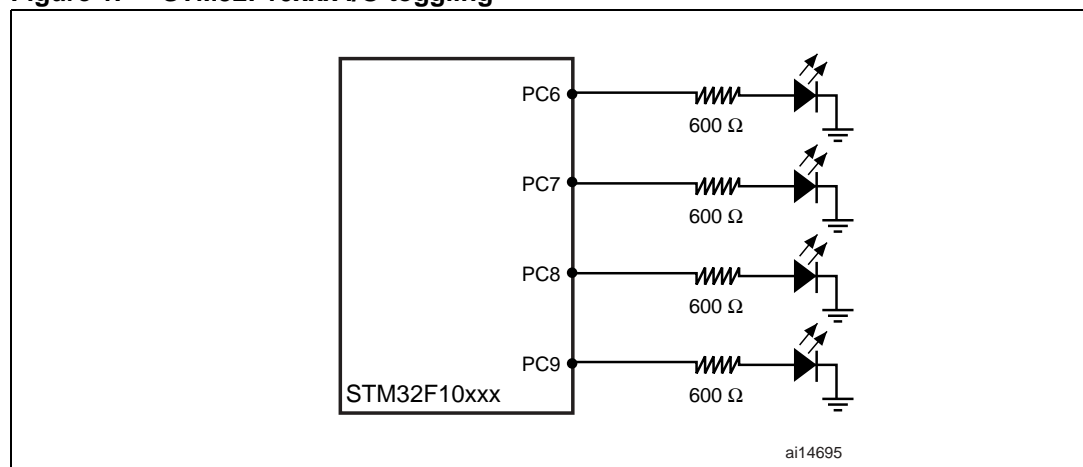 PC6
600 Ω
PC7
600 Ω
PC8
600 Ω
PC9
STM32F10xxx
600 Ω
ai14695